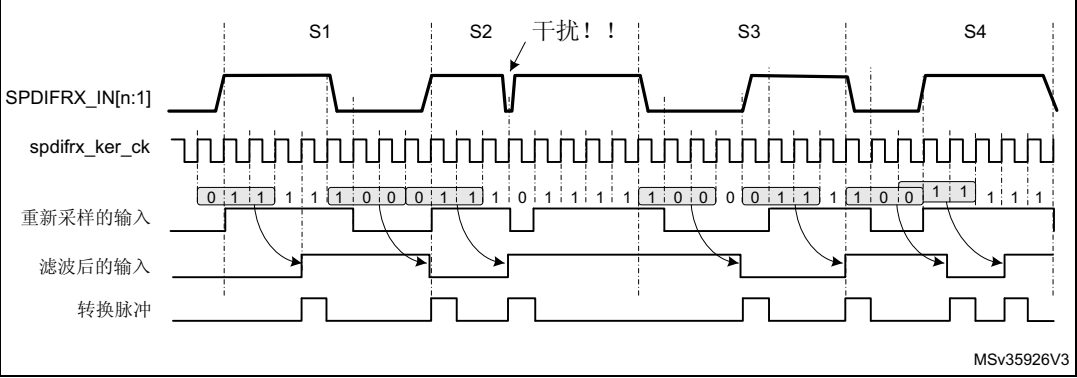 S1 S2 干扰！！ S3 S4
SPDIFRX_IN[n:1]
spdifrx_ker_ck
0 1 1 1 1 1 0 0 0 1 1 1 0 1 1 1 1 1 0 0 0 0 1 1 1 1 0 0 1 1 1 1 1
重新采样的输入
滤波后的输入
转换脉冲
MSv35926V3